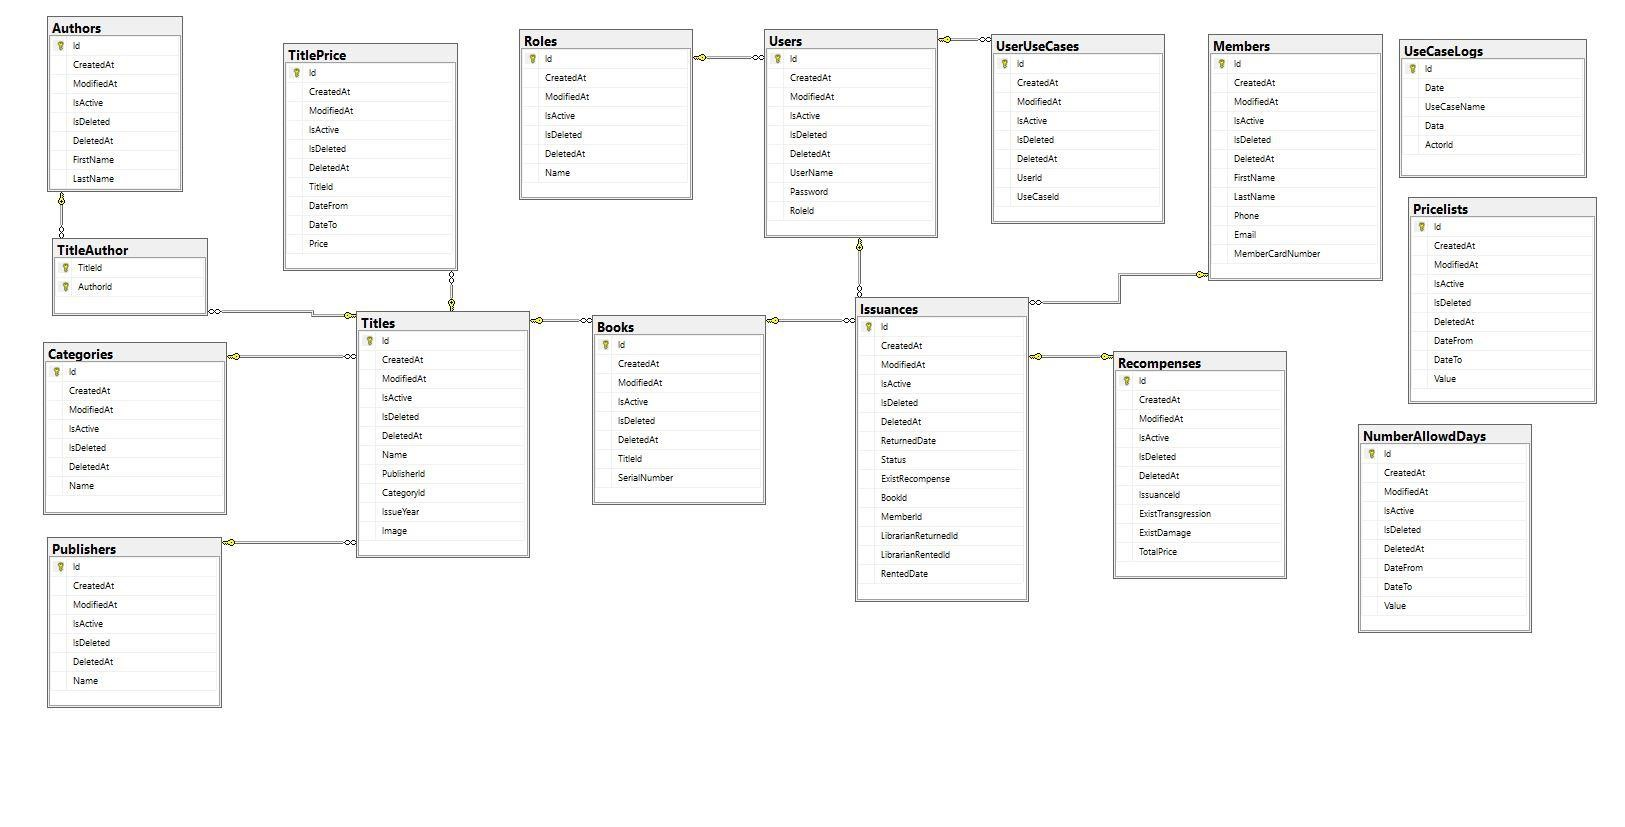 Authors
Id
CreatedAt
ModifiedAt
IsActive
IsDeleted
DeletedAt
FirstName
LastName
TitlePrice
Id
CreatedAt
ModifiedAt
IsActive
IsDeleted
DeletedAt
TitleId
DateFrom
DateTo
Price
Roles
Id
CreatedAt
ModifiedAt
IsActive
IsDeleted
DeletedAt
Name
Users
Id
CreatedAt
ModifiedAt
IsActive
IsDeleted
DeletedAt
UserName
Password
RoleId
UserUseCases
Id
CreatedAt
ModifiedAt
IsActive
IsDeleted
DeletedAt
UserId
UseCaseId
Members
Id
CreatedAt
ModifiedAt
IsActive
IsDeleted
DeletedAt
FirstName
LastName
Phone
Email
MemberCardNumber
UseCaseLogs
Id
Date
UseCaseName
Data
ActorId
TitleAuthor
TitleId
AuthorId
Pricelists
Id
CreatedAt
ModifiedAt
IsActive
IsDeleted
DeletedAt
DateFrom
DateTo
Value
Categories
Id
CreatedAt
ModifiedAt
IsActive
IsDeleted
DeletedAt
Name
Titles
Id
CreatedAt
ModifiedAt
IsActive
IsDeleted
DeletedAt
Name
PublisherId
CategoryId
IssueYear
Image
Books
Id
CreatedAt
ModifiedAt
IsActive
IsDeleted
DeletedAt
TitleId
SerialNumber
Issuances
Id
CreatedAt
ModifiedAt
IsActive
IsDeleted
DeletedAt
ReturnedDate
Status
ExistRecompense
BookId
MemberId
LibrarianReturnedId
LibrarianRentedId
RentedDate
Recompenses
Id
CreatedAt
ModifiedAt
IsActive
IsDeleted
DeletedAt
IssuanceId
ExistTransgression
ExistDamage
TotalPrice
NumberAllowdDays
Id
CreatedAt
ModifiedAt
IsActive
IsDeleted
DeletedAt
DateFrom
DateTo
Value
Publishers
Id
CreatedAt
ModifiedAt
IsActive
IsDeleted
DeletedAt
Name